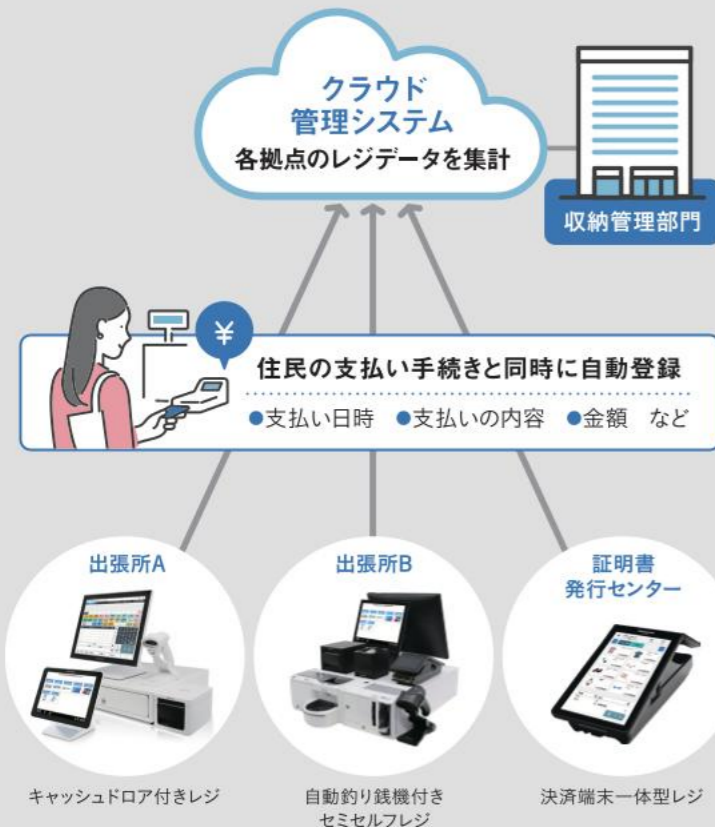 クラウド
管理システム
各拠点のレジデータを集計
収納管理部門
¥
住民の支払い手続きと同時に自動登録
●支払い日時 ●支払いの内容 ●金額 など
出張所A
出張所B
証明書
発行センター
キャッシュドロア付きレジ
自動釣り銭機付き
セミセルフレジ
決済端末一体型レジ